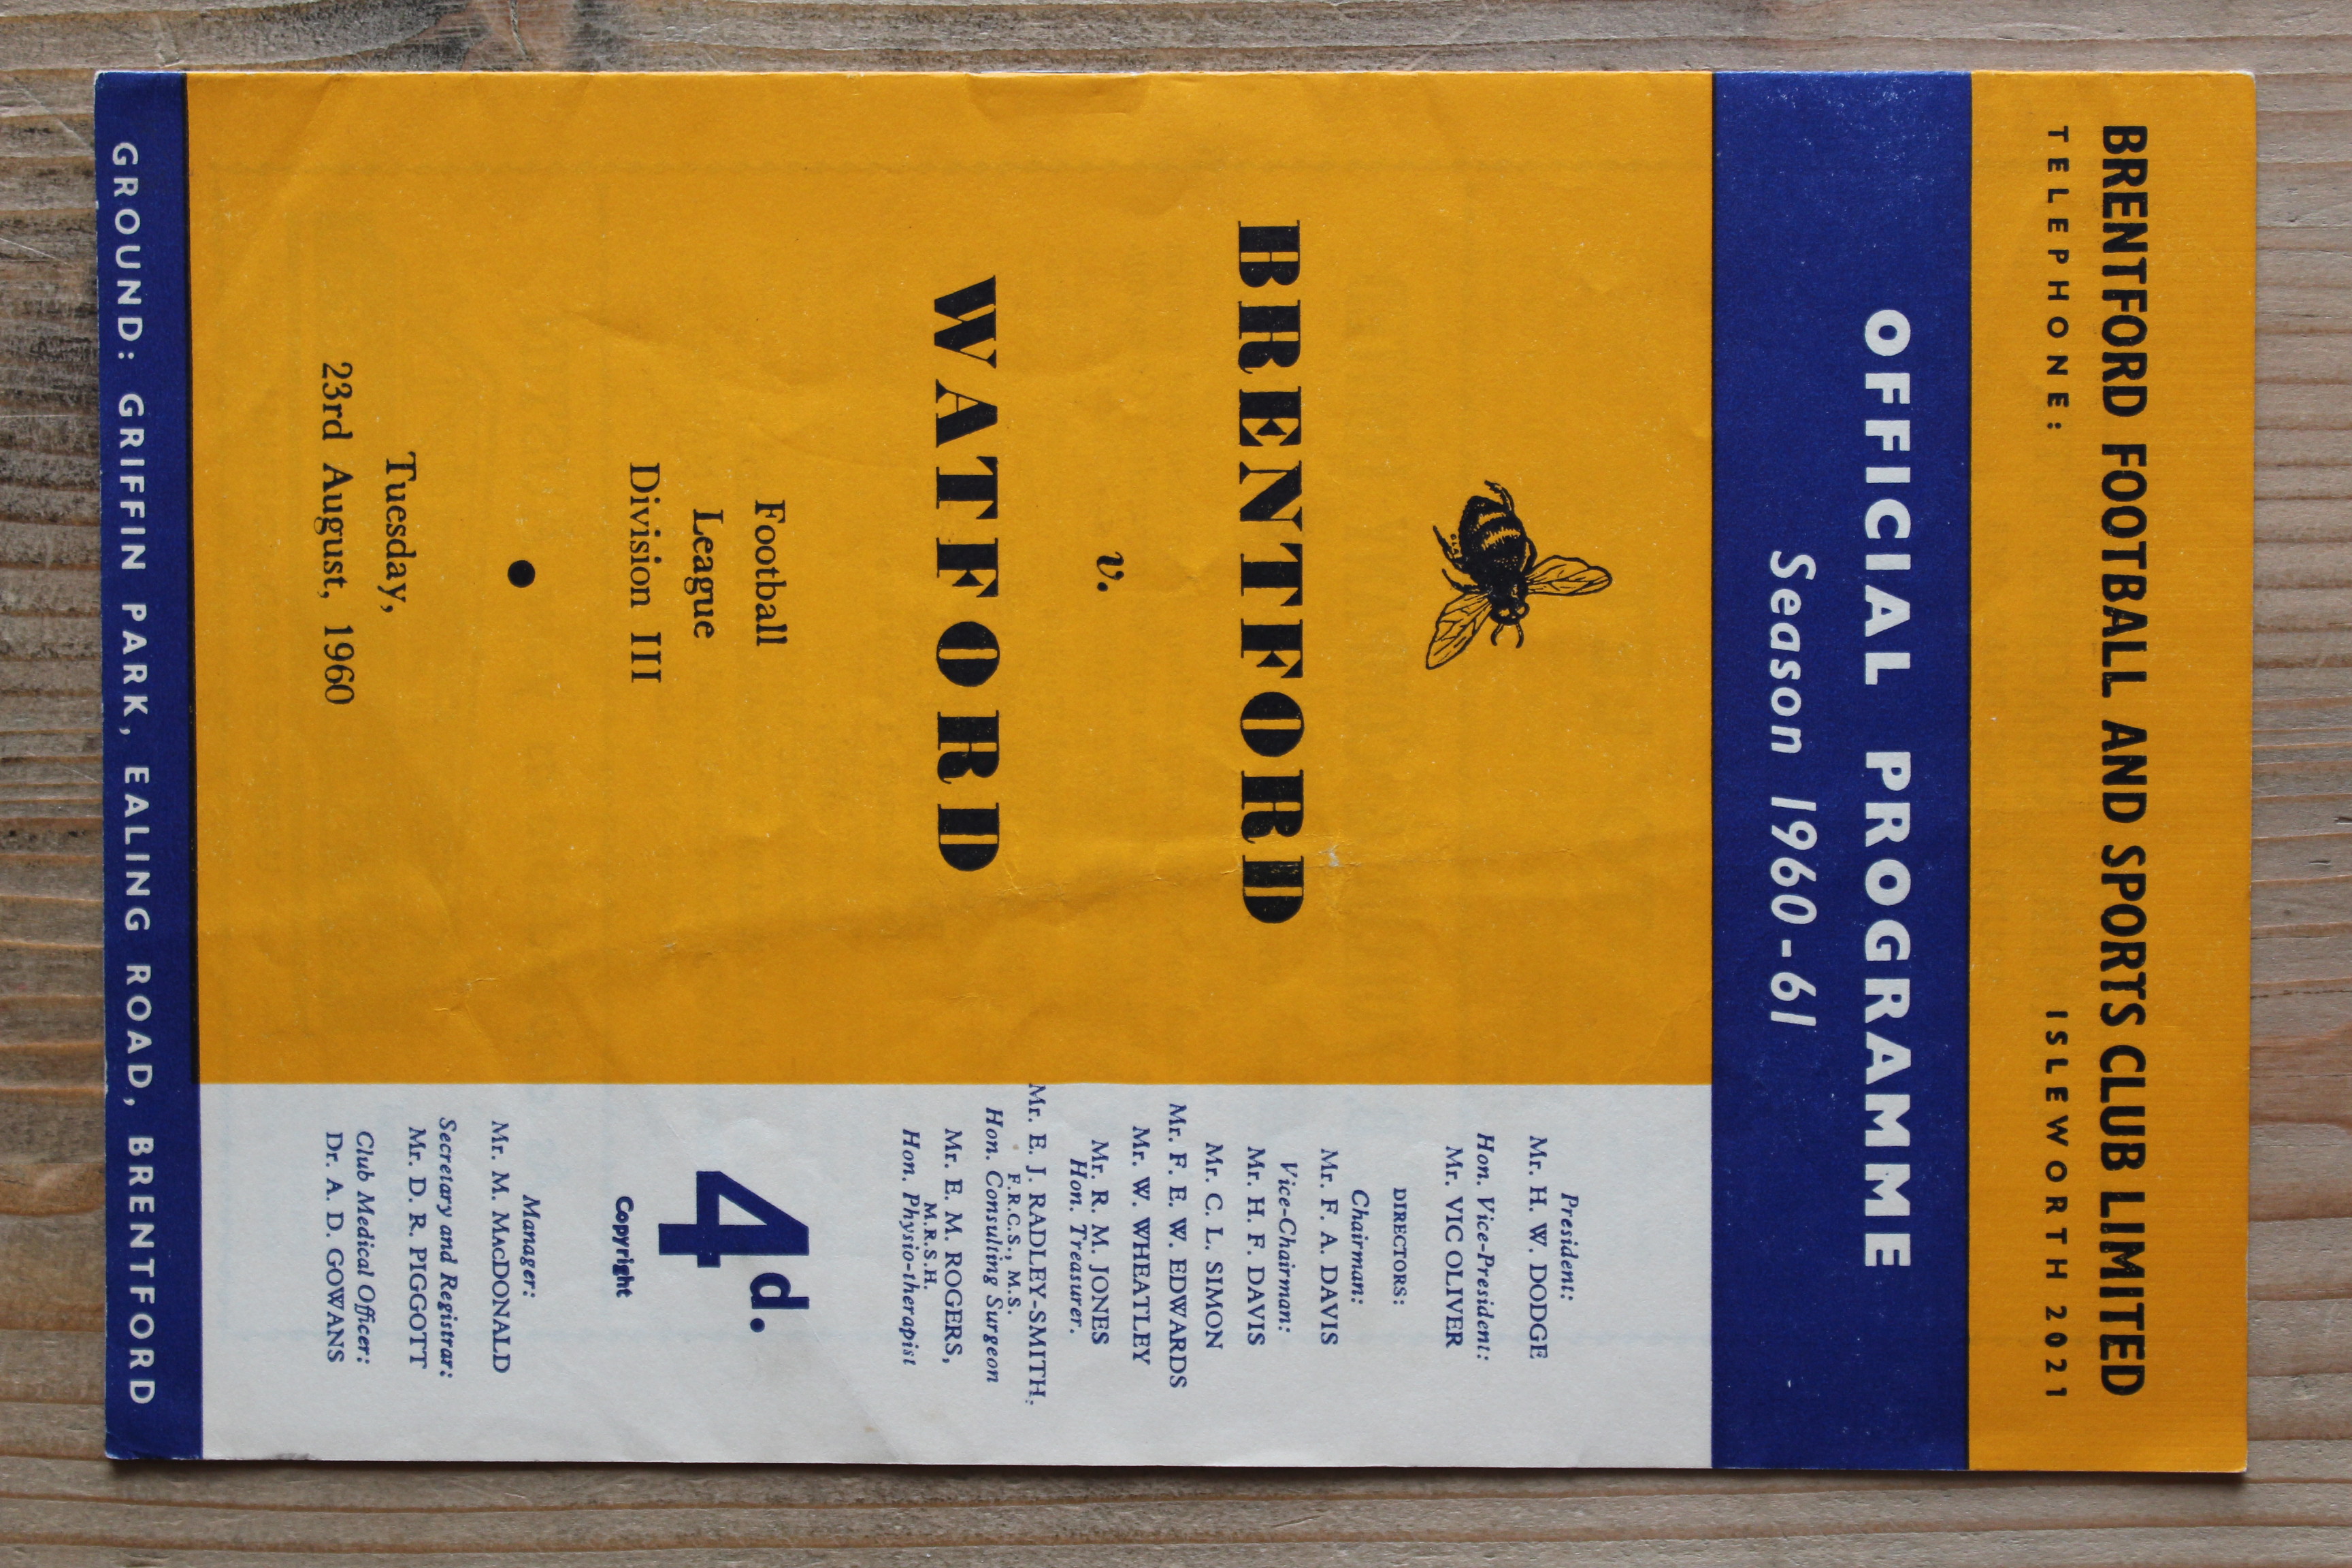 BRENTFORD FOOTBALL AND SPORTS CLUB LIMITED
TELEPHONE: ISLEWORTH 2021
OFFICIAL PROGRAMME
Season 1960-61
BRENTFORD
v.
WATFORD
Football
League
Division III
Tuesday,
23rd August, 1960
President:
Mr. H. W. DODGE
Hon. Vice-President:
Mr. VIC OLIVER
DIRECTORS:
Chairman:
Mr. F. A. DAVIS
Vice-Chairman:
Mr. H. F. DAVIS
Mr. C. L. SIMON
Mr. F. E. W. EDWARDS
Mr. W. WHEATLEY
Mr. R. M. JONES
Hon. Treasurer.
Mr. E. J. RADLEY-SMITH,
F.R.C.S., M.S.
Hon. Consulting Surgeon
Mr. E. M. ROGERS,
M.R.S.H.
Hon. Physio-therapist
4d.
Copyright
Manager:
Mr. M. MacDONALD
Secretary and Registrar:
Mr. D. R. PIGGOTT
Club Medical Officer:
Dr. A. D. GOWANS
GROUND: GRIFFIN PARK, EALING ROAD, BRENTFORD